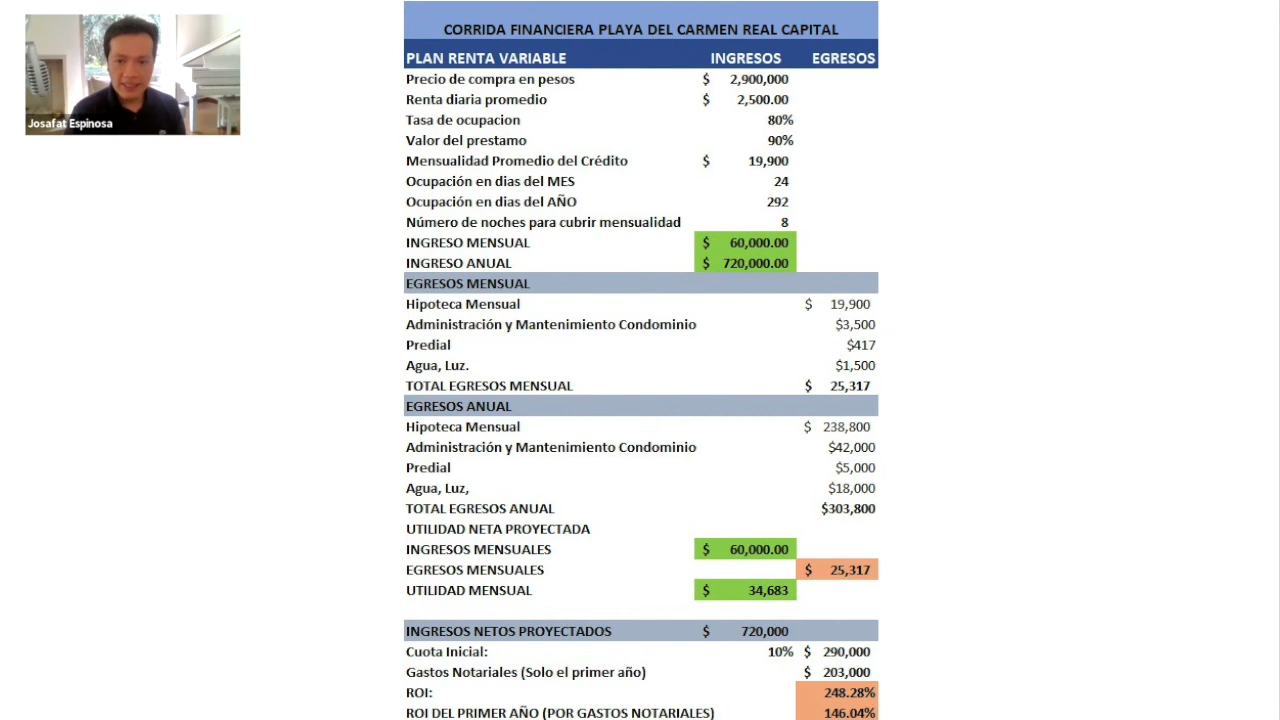 Josafat Espinosa
CORRIDA FINANCIERA PLAYA DEL CARMEN REAL CAPITAL
PLAN RENTA VARIABLE INGRESOS EGRESOS
Precio de compra en pesos $ 2,900,000
Renta diaria promedio $ 2,500.00
Tasa de ocupacion 80%
Valor del prestamo 90%
Mensualidad Promedio del Crédito $ 19,900
Ocupación en dias del MES 24
Ocupación en dias del AÑO 292
Número de noches para cubrir mensualidad 8
INGRESO MENSUAL $ 60,000.00
INGRESO ANUAL $ 720,000.00
EGRESOS MENSUAL
Hipoteca Mensual $ 19,900
Administración y Mantenimiento Condominio $3,500
Predial $417
Agua, Luz. $1,500
TOTAL EGRESOS MENSUAL $ 25,317
EGRESOS ANUAL
Hipoteca Mensual $ 238,800
Administración y Mantenimiento Condominio $42,000
Predial $5,000
Agua, Luz, $18,000
TOTAL EGRESOS ANUAL $303,800
UTILIDAD NETA PROYECTADA
INGRESOS MENSUALES $ 60,000.00
EGRESOS MENSUALES $ 25,317
UTILIDAD MENSUAL $ 34,683
INGRESOS NETOS PROYECTADOS $ 720,000
Cuota Inicial: 10% $ 290,000
Gastos Notariales (Solo el primer año) $ 203,000
ROI: 248.28%
ROI DEL PRIMER AÑO (POR GASTOS NOTARIALES) 146.04%